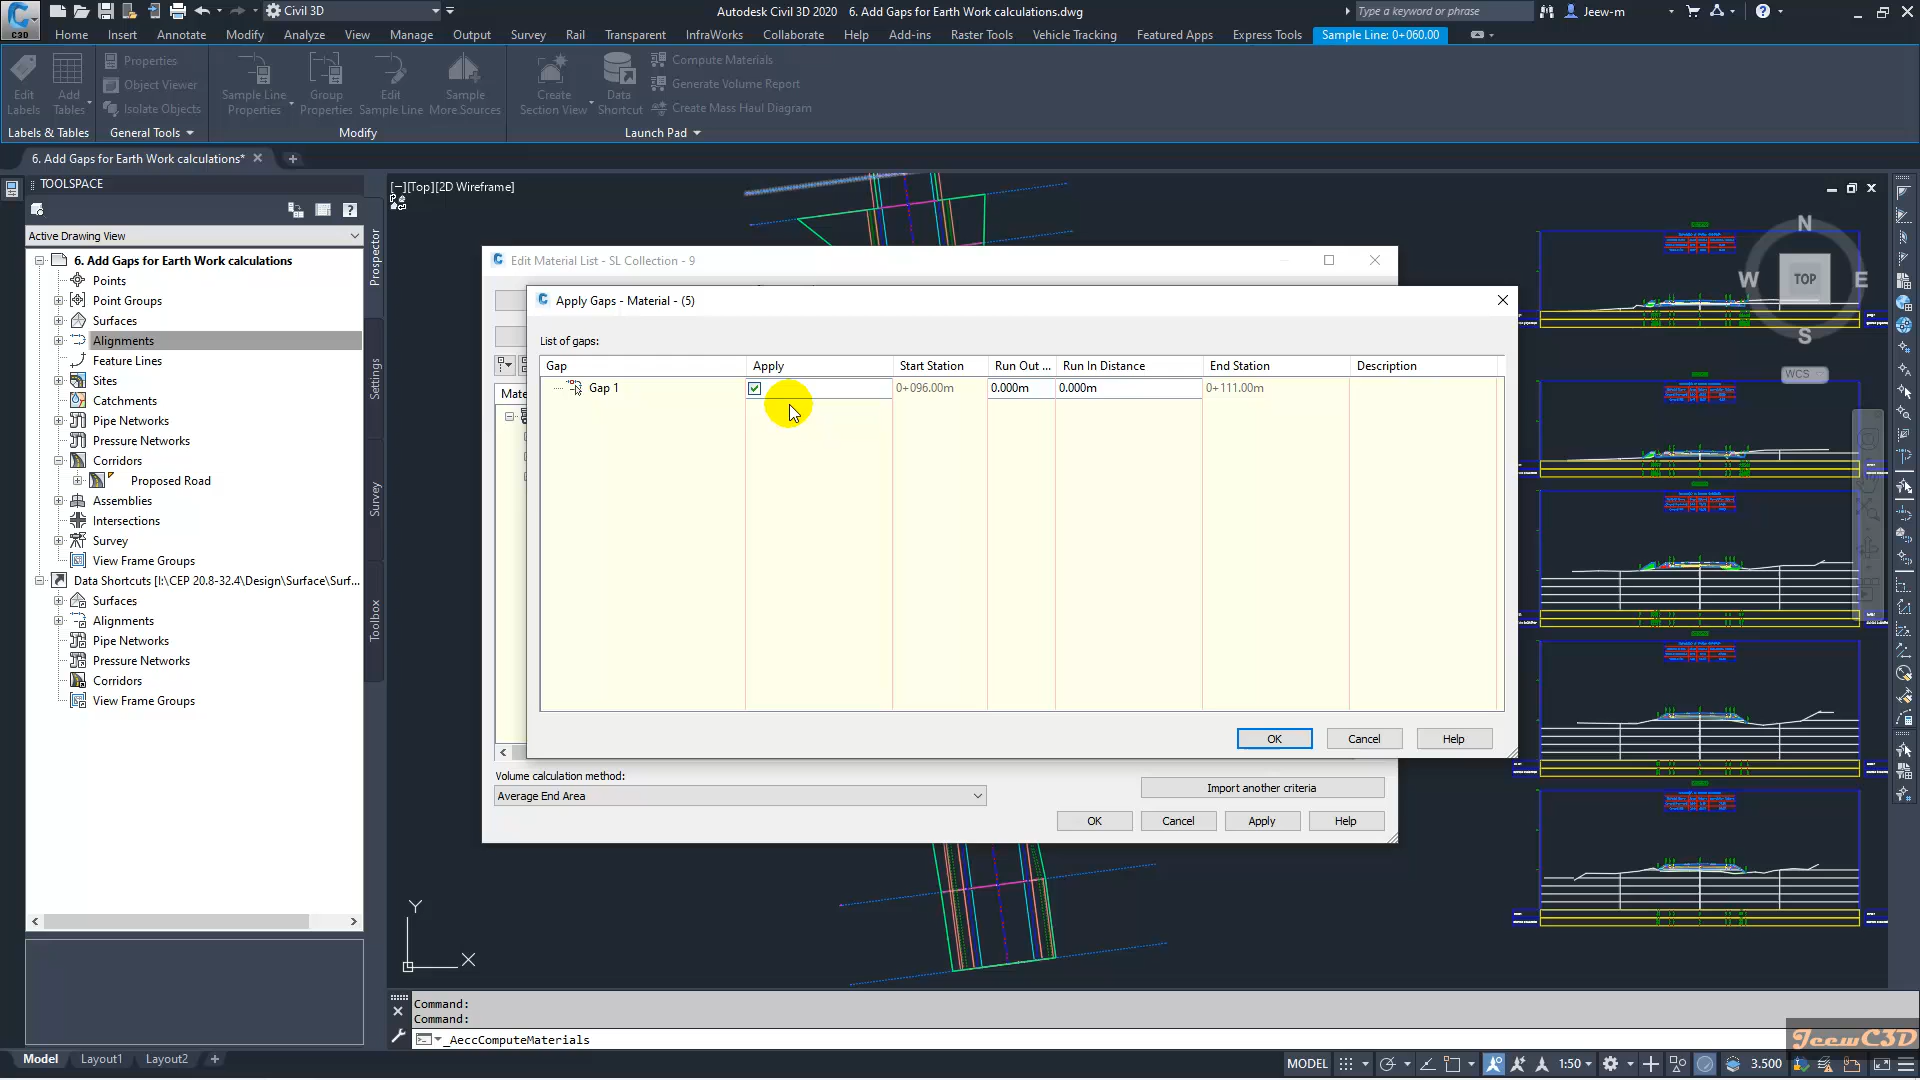 Civil 3D
Autodesk Civil 3D 2020 6. Add Gaps for Earth Work calculations.dwg
Type a keyword or phrase
Jeew-m
C3D
Home Insert Annotate Modify Analyze View Manage Output Survey Rail Transparent InfraWorks Collaborate Help Add-ins Raster Tools Vehicle Tracking Featured Apps Express Tools Sample Line: 0+060.00
Edit Labels
Add Tables
Properties
Object Viewer
Isolate Objects
Sample Line Properties
Group Properties
Edit Sample Line
Sample More Sources
Create Section View
Data Shortcut
Compute Materials
Generate Volume Report
Create Mass Haul Diagram
Labels & Tables General Tools Modify Launch Pad
6. Add Gaps for Earth Work calculations*
TOOLSPACE
Active Drawing View
6. Add Gaps for Earth Work calculations
Points
Point Groups
Surfaces
Alignments
Feature Lines
Sites
Catchments
Pipe Networks
Pressure Networks
Corridors
Proposed Road
Assemblies
Intersections
Survey
View Frame Groups
Data Shortcuts [I:\CEP 20.8-32.4\Design\Surface\Surf...
Surfaces
Alignments
Pipe Networks
Pressure Networks
Corridors
View Frame Groups
Prospector
Settings
Survey
Toolbox
[−][Top][2D Wireframe]
N
W TOP E
S
WCS
Edit Material List - SL Collection - 9
Mate
Apply Gaps - Material - (5)
List of gaps:
Gap Apply Start Station Run Out ... Run In Distance End Station Description
Gap 1 0+096.00m 0.000m 0.000m 0+111.00m
OK Cancel Help
Volume calculation method:
Average End Area
Import another criteria
OK Cancel Apply Help
Y
X
Command:
Command:
_AeccComputeMaterials
JeewC3D
Model Layout1 Layout2
MODEL 1:50 3.500